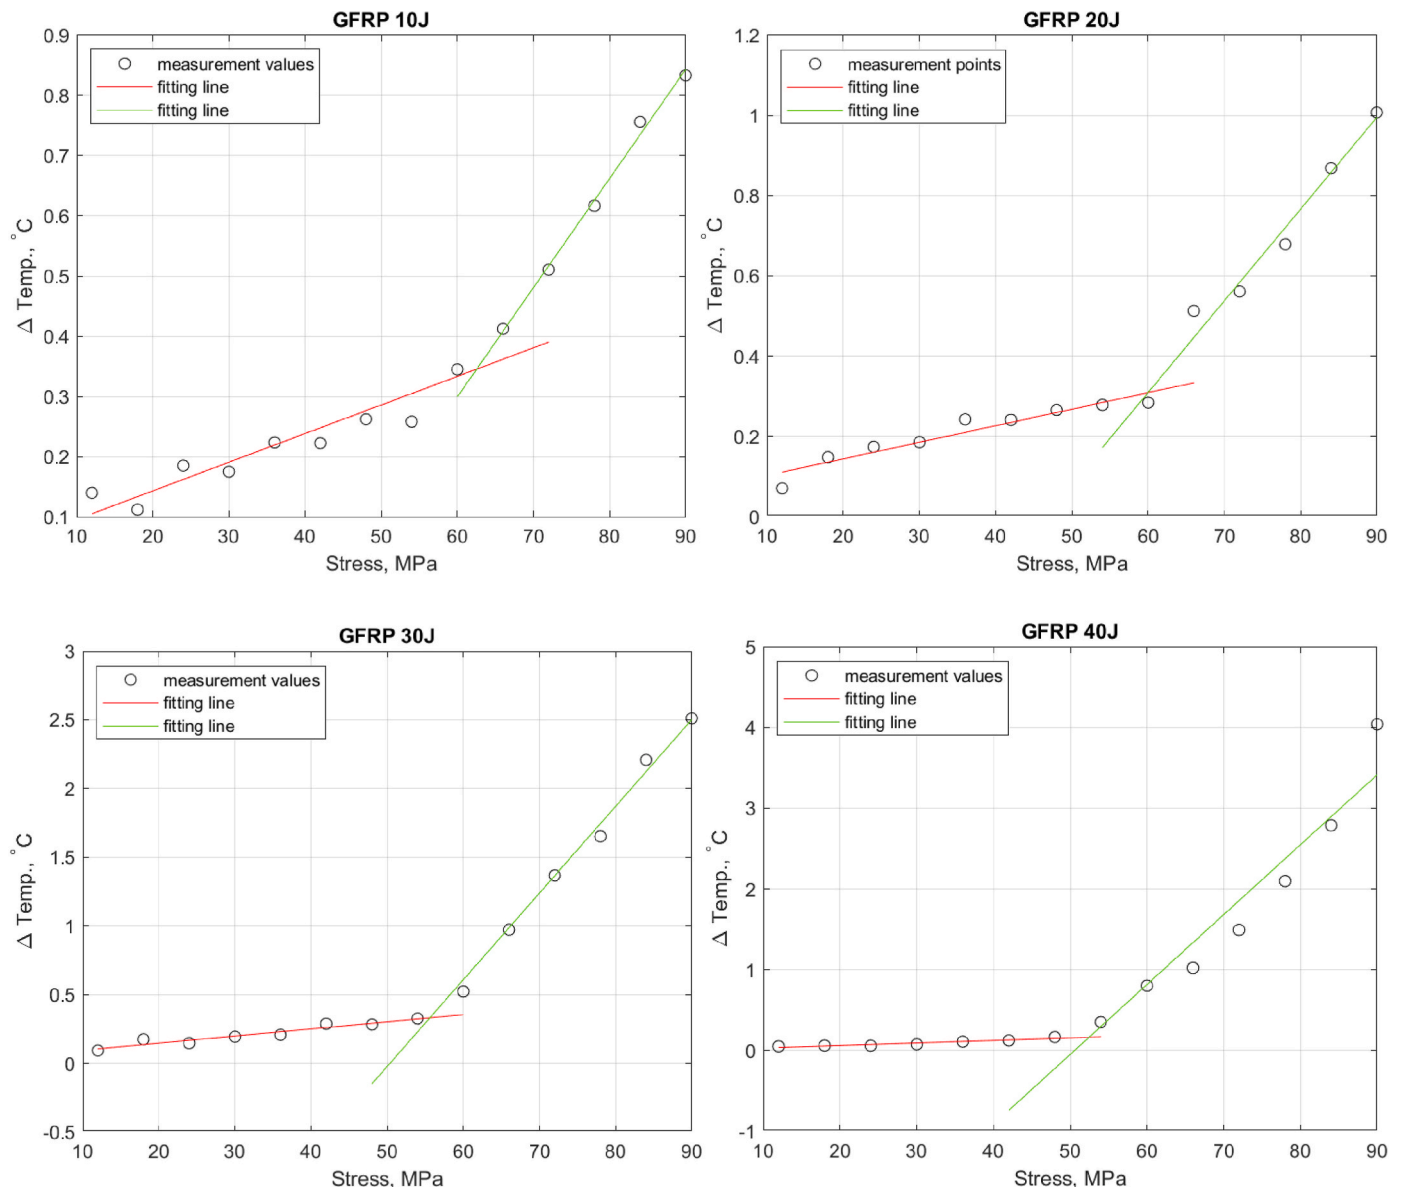 GFRP 10J
measurement values
fitting line
fitting line
0.9
0.8
0.7
0.6
0.5
0.4
0.3
0.2
0.1
Δ Temp., °C
10 20 30 40 50 60 70 80 90
Stress, MPa
GFRP 20J
measurement points
fitting line
fitting line
1.2
1
0.8
0.6
0.4
0.2
0
Δ Temp., °C
10 20 30 40 50 60 70 80 90
Stress, MPa
GFRP 30J
measurement values
fitting line
fitting line
3
2.5
2
1.5
1
0.5
0
-0.5
Δ Temp., °C
10 20 30 40 50 60 70 80 90
Stress, MPa
GFRP 40J
measurement values
fitting line
fitting line
5
4
3
2
1
0
-1
Δ Temp., °C
10 20 30 40 50 60 70 80 90
Stress, MPa